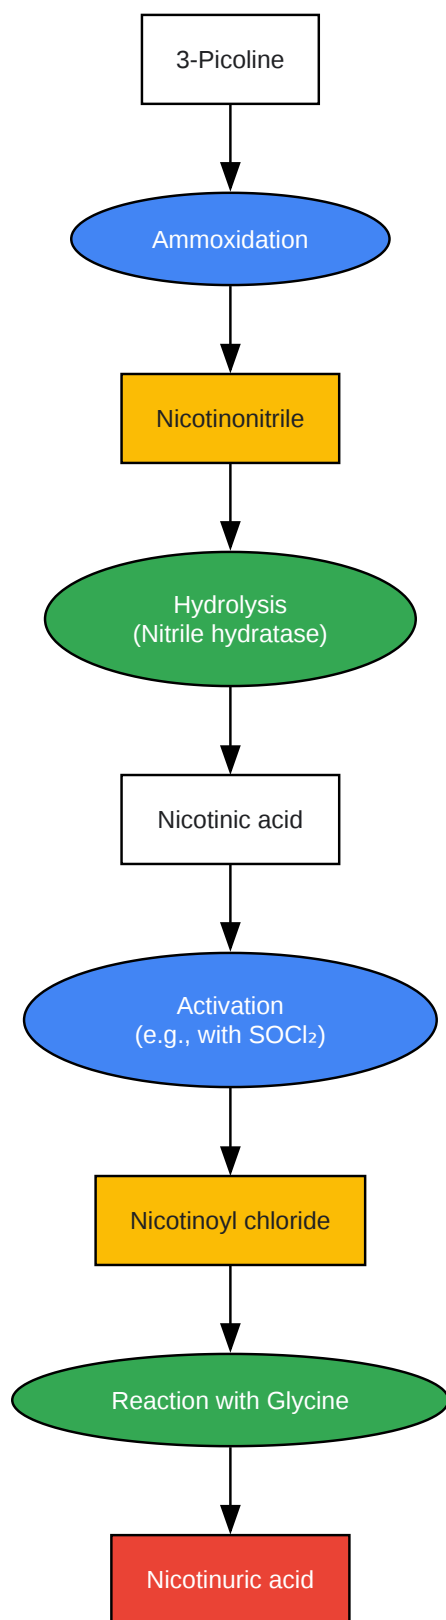 3-Picoline
Ammoxidation
Nicotinonitrile
Hydrolysis
(Nitrile hydratase)
Nicotinic acid
Activation
(e.g., with SOCl₂)
Nicotinoyl chloride
Reaction with Glycine
Nicotinuric acid